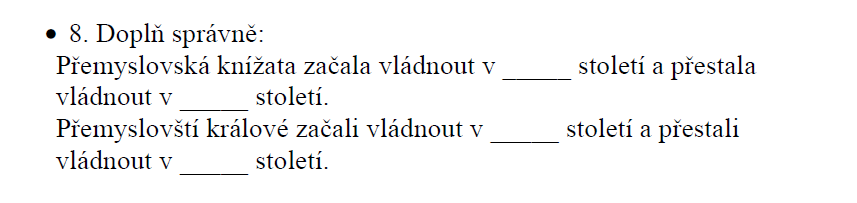 • 8. Doplň správně:
Přemyslovská knížata začala vládnout v _____ století a přestala
vládnout v _____ století.
Přemyslovští králové začali vládnout v _____ století a přestali
vládnout v _____ století.